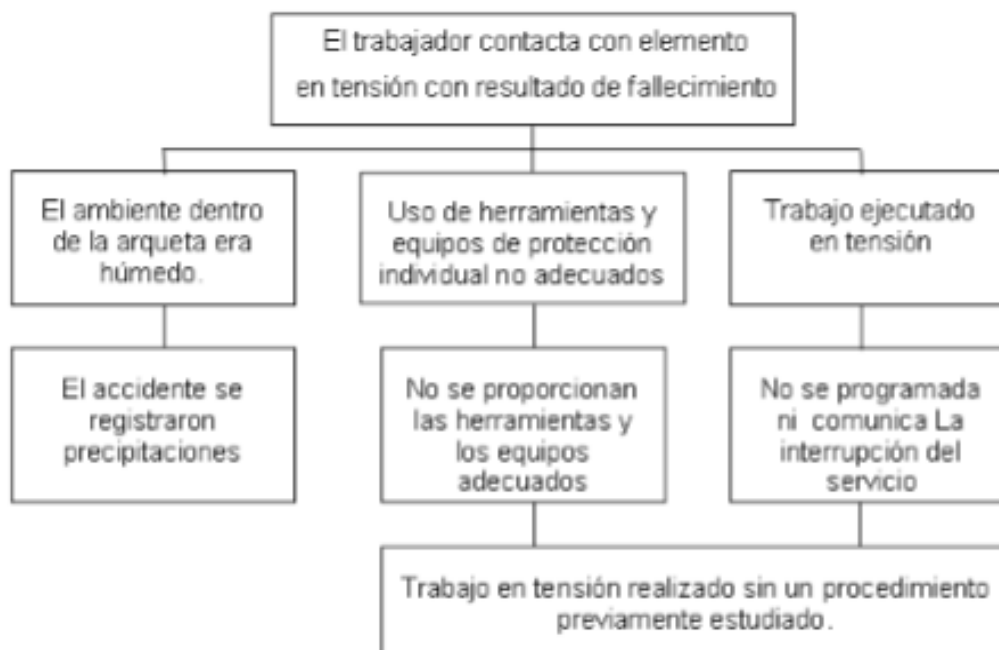 El trabajador contacta con elemento
en tensión con resultado de fallecimiento
El ambiente dentro
de la arqueta era
húmedo.
Uso de herramientas y
equipos de protección
individual no adecuados
Trabajo ejecutado
en tensión
El accidente se
registraron
precipitaciones
No se proporcionan
las herramientas y
los equipos
adecuados
No se programada
ni comunica La
interrupción del
servicio
Trabajo en tensión realizado sin un procedimiento
previamente estudiado.